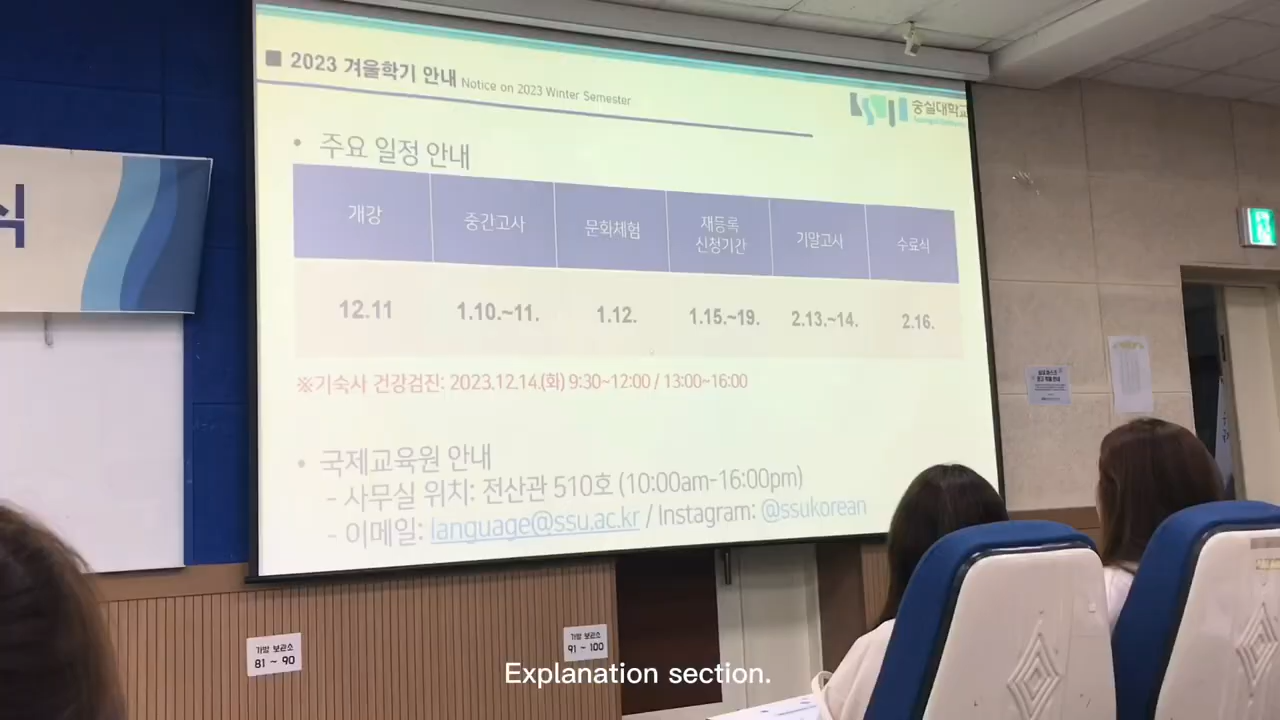 ■ 2023 겨울학기 안내 Notice on 2023 Winter Semester
숭실대학교
• 주요 일정 안내
개강
중간고사
문화체험
재등록
신청기간
기말고사
수료식
12.11
1.10.~11.
1.12.
1.15.~19.
2.13.~14.
2.16.
※기숙사 건강검진: 2023.12.14.(화) 9:30~12:00 / 13:00~16:00
• 국제교육원 안내
- 사무실 위치: 전산관 510호 (10:00am-16:00pm)
- 이메일: language@ssu.ac.kr / Instagram: @ssukorean
식
가방 보관소
81 ~ 90
가방 보관소
91 ~ 100
Explanation section.